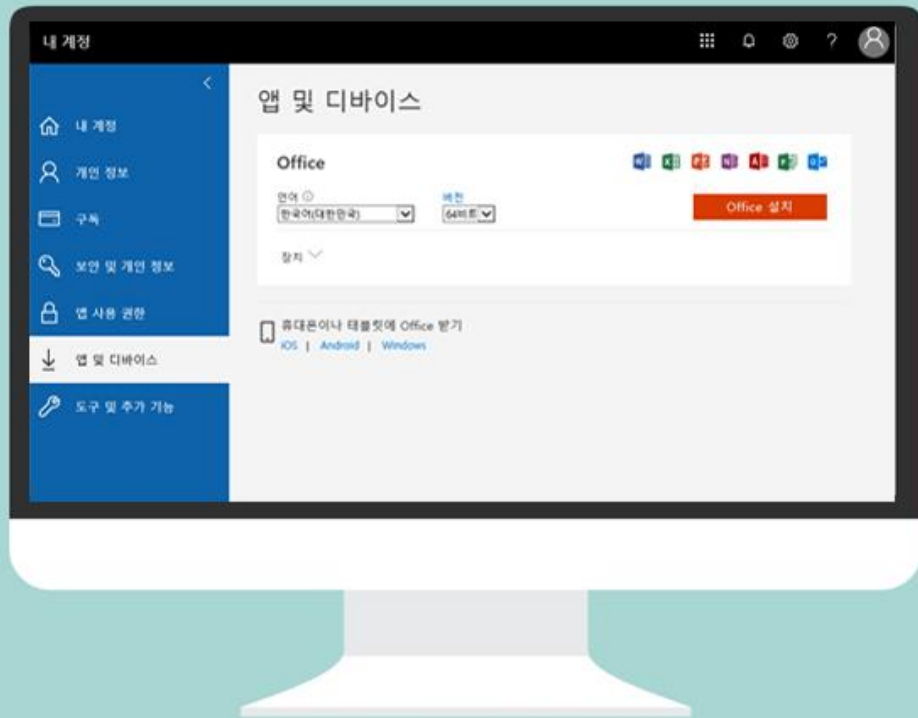 내 계정
?
앱 및 디바이스
내 계정
개인 정보
구독
보안 및 개인 정보
앱 사용 권한
앱 및 디바이스
도구 및 추가 기능
Office
언어
버전
한국어(대한민국)
64비트
Office 설치
장치
휴대폰이나 태블릿에 Office 받기
iOS | Android | Windows